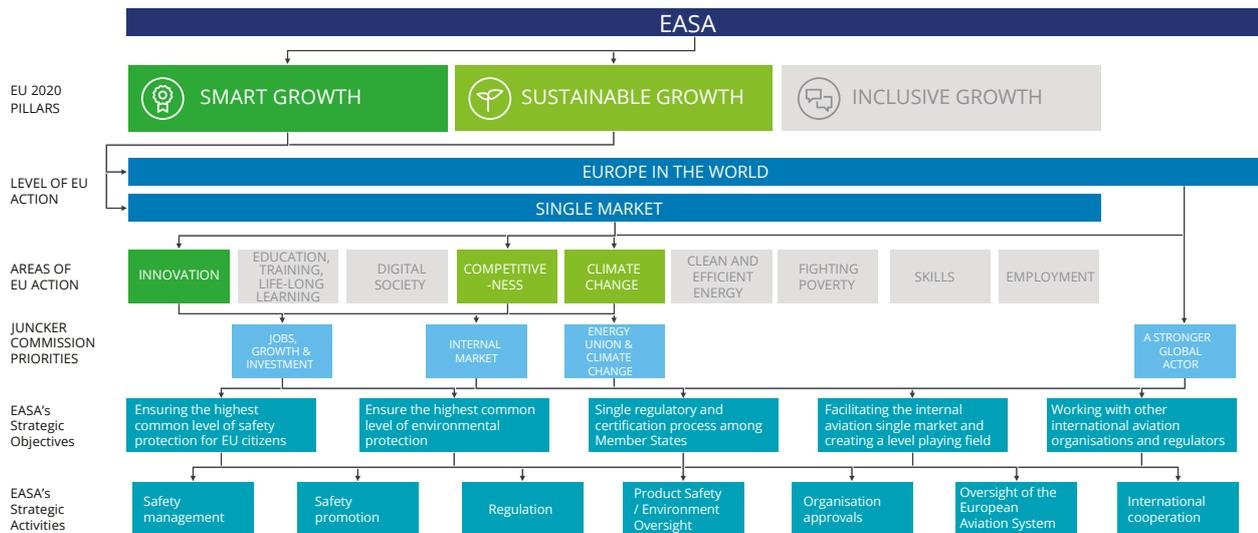 EASA
EU 2020
PILLARS
SMART GROWTH
SUSTAINABLE GROWTH
INCLUSIVE GROWTH
LEVEL OF EU
ACTION
EUROPE IN THE WORLD
SINGLE MARKET
AREAS OF
EU ACTION
INNOVATION
EDUCATION,
TRAINING,
LIFE-LONG
LEARNING
DIGITAL
SOCIETY
COMPETITIVE
-NESS
CLIMATE
CHANGE
CLEAN AND
EFFICIENT
ENERGY
FIGHTING
POVERTY
SKILLS
EMPLOYMENT
JUNCKER
COMMISSION
PRIORITIES
JOBS,
GROWTH &
INVESTMENT
INTERNAL
MARKET
ENERGY
UNION &
CLIMATE
CHANGE
A STRONGER
GLOBAL
ACTOR
EASA's
Strategic
Objectives
Ensuring the highest
common level of safety
protection for EU citizens
Ensure the highest common
level of environmental
protection
Single regulatory and
certification process among
Member States
Facilitating the internal
aviation single market and
creating a level playing field
Working with other
international aviation
organisations and regulators
EASA's
Strategic
Activities
Safety
management
Safety
promotion
Regulation
Product Safety
/ Environment
Oversight
Organisation
approvals
Oversight of the
European
Aviation System
International
cooperation